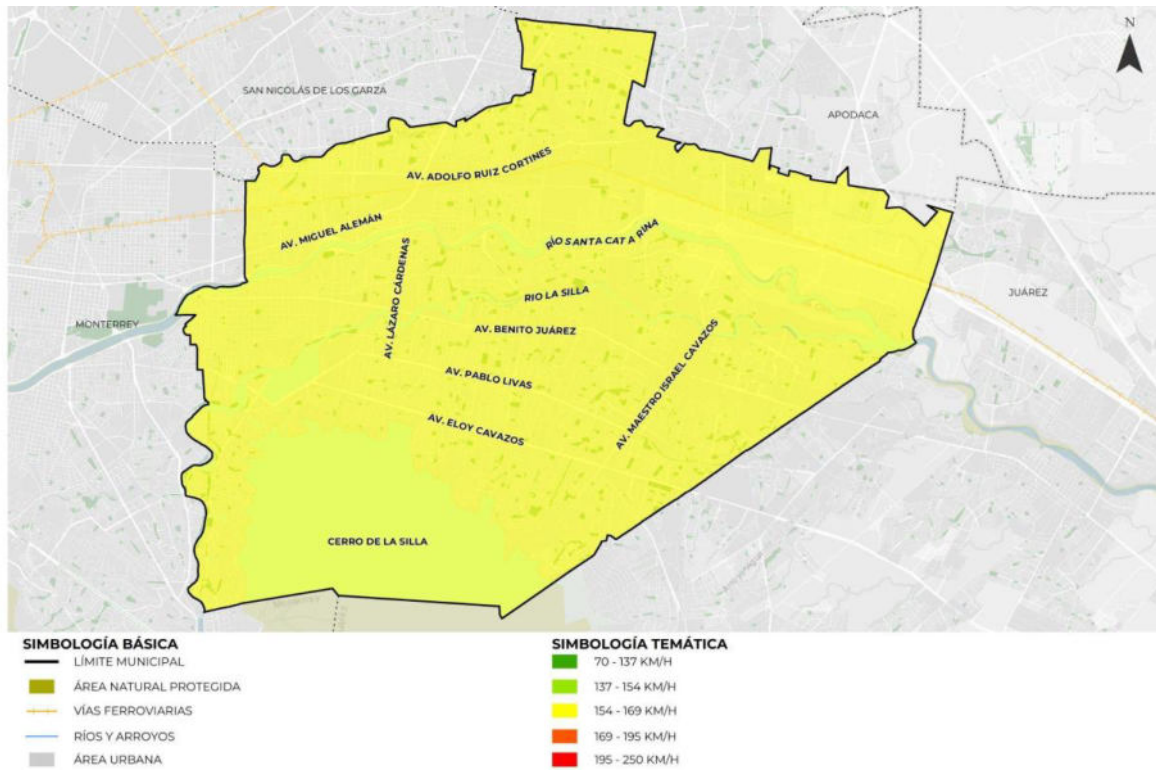 N
SAN NICOLÁS DE LOS GARZA
APODACA
AV. ADOLFO RUIZ CORTINES
AV. MIGUEL ALEMÁN
RÍO SANTA CATARINA
AV. LÁZARO CÁRDENAS
RIO LA SILLA
JUÁREZ
MONTERREY
AV. BENITO JUÁREZ
AV. MAESTRO ISRAEL CAVAZOS
AV. PABLO LIVAS
AV. ELOY CAVAZOS
CERRO DE LA SILLA
SIMBOLOGÍA BÁSICA
LÍMITE MUNICIPAL
ÁREA NATURAL PROTEGIDA
VÍAS FERROVIARIAS
RÍOS Y ARROYOS
ÁREA URBANA
SIMBOLOGÍA TEMÁTICA
70 - 137 KM/H
137 - 154 KM/H
154 - 169 KM/H
169 - 195 KM/H
195 - 250 KM/H